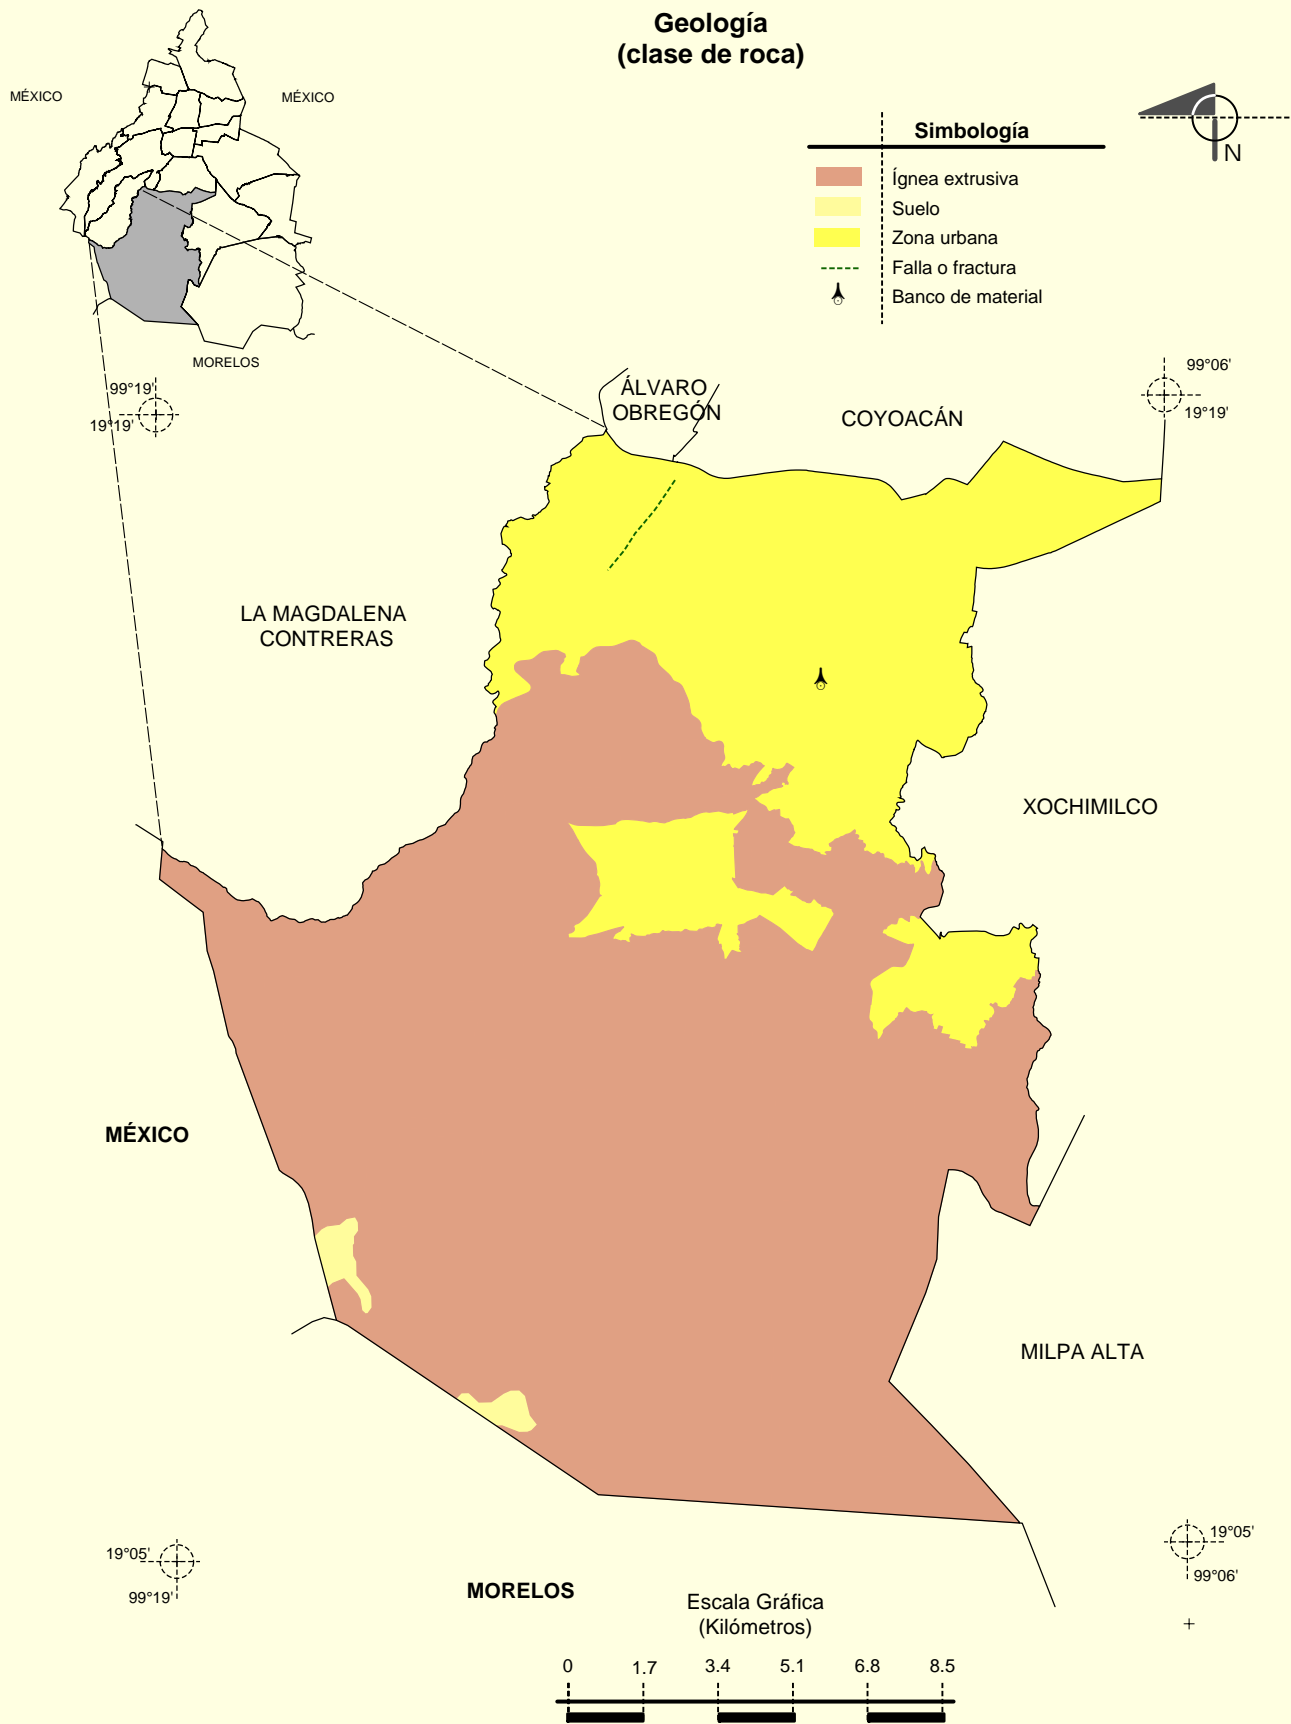 Geología
(clase de roca)
MÉXICO
MÉXICO
MORELOS
Simbología
Ígnea extrusiva
Suelo
Zona urbana
Falla o fractura
Banco de material
N
99°19'
19°19'
99°06'
19°19'
ÁLVARO
OBREGÓN
COYOACÁN
LA MAGDALENA
CONTRERAS
XOCHIMILCO
MÉXICO
MILPA ALTA
19°05'
99°19'
19°05'
99°06'
MORELOS
Escala Gráfica
(Kilómetros)
0 1.7 3.4 5.1 6.8 8.5